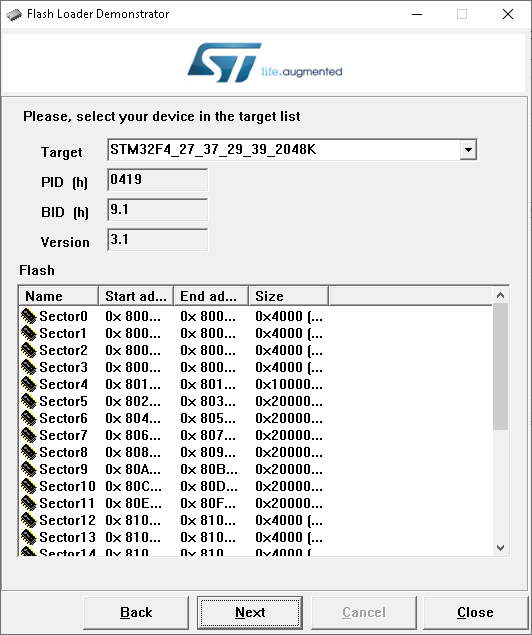 Flash Loader Demonstrator
life.augmented
Please, select your device in the target list
Target STM32F4_27_37_29_39_2048K
PID (h) 0419
BID (h) 9.1
Version 3.1
Flash
Name Start ad... End ad... Size
Sector0 0x 800... 0x 800... 0x4000 (...
Sector1 0x 800... 0x 800... 0x4000 (...
Sector2 0x 800... 0x 800... 0x4000 (...
Sector3 0x 800... 0x 800... 0x4000 (...
Sector4 0x 801... 0x 801... 0x10000...
Sector5 0x 802... 0x 803... 0x20000...
Sector6 0x 804... 0x 805... 0x20000...
Sector7 0x 806... 0x 807... 0x20000...
Sector8 0x 808... 0x 809... 0x20000...
Sector9 0x 80A... 0x 80B... 0x20000...
Sector10 0x 80C... 0x 80D... 0x20000...
Sector11 0x 80E... 0x 80F... 0x20000...
Sector12 0x 810... 0x 810... 0x4000 (...
Sector13 0x 810... 0x 810... 0x4000 (...
Sector14 0x 810... 0x 810... 0x4000 (...
Back Next Cancel Close